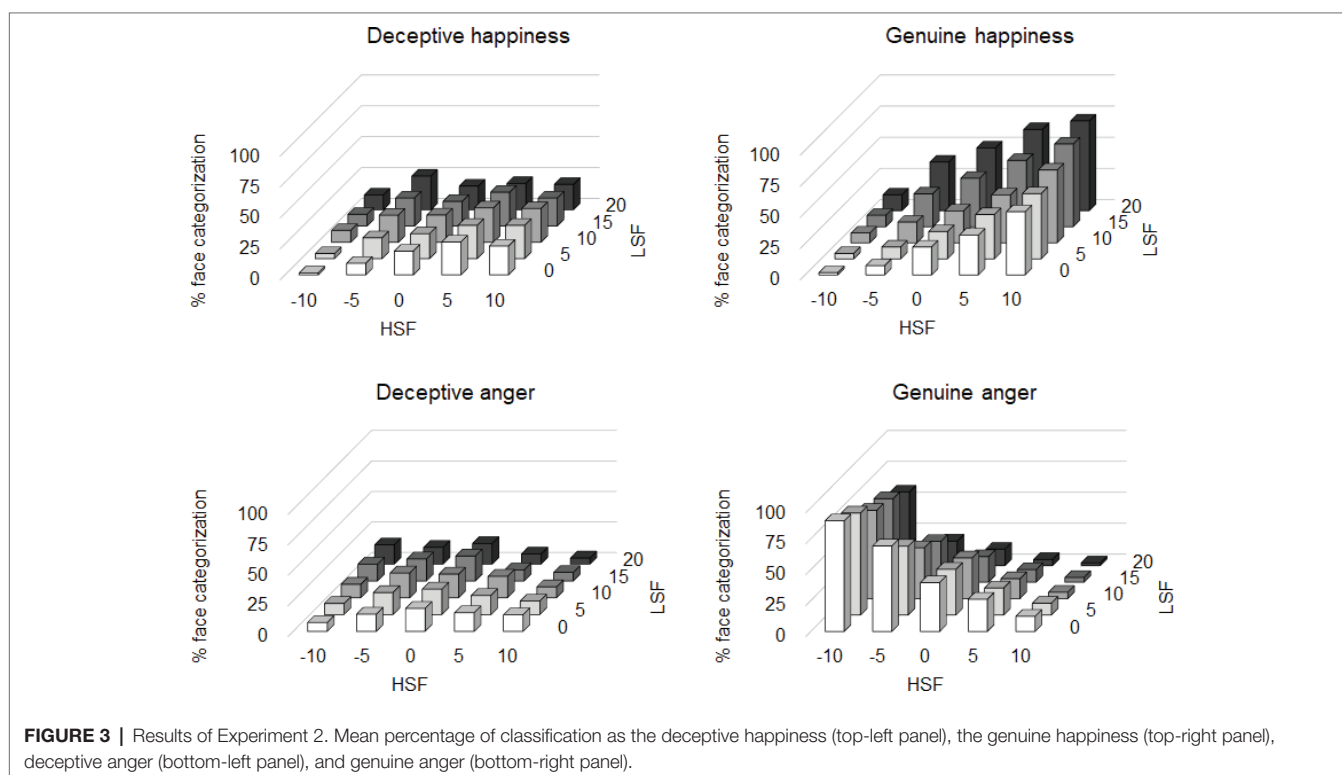 Deceptive happiness
% face categorization
100
75
50
25
0
-10 -5 0 5 10
HSF
0 5 10 15 20
LSF
Genuine happiness
% face categorization
100
75
50
25
0
-10 -5 0 5 10
HSF
0 5 10 15 20
LSF
Deceptive anger
% face categorization
100
75
50
25
0
-10 -5 0 5 10
HSF
0 5 10 15 20
LSF
Genuine anger
% face categorization
100
75
50
25
0
-10 -5 0 5 10
HSF
0 5 10 15 20
LSF
FIGURE 3 | Results of Experiment 2. Mean percentage of classification as the deceptive happiness (top-left panel), the genuine happiness (top-right panel),
deceptive anger (bottom-left panel), and genuine anger (bottom-right panel).